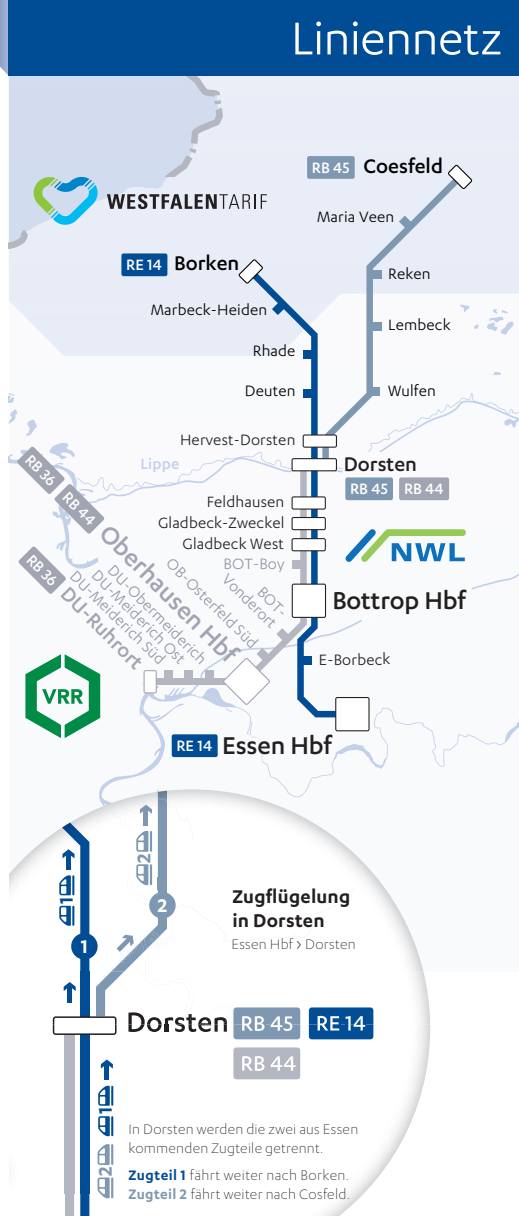 Liniennetz
RB 45 Coesfeld
WESTFALENTARIF
Maria Veen
RE 14 Borken
Reken
Marbeck-Heiden
Lembeck
Rhade
Deuten
Wulfen
Hervest-Dorsten
Lippe
Dorsten
RB 45 RB 44
RB 36
RB 44
Oberhausen Hbf
Feldhausen
Gladbeck-Zweckel
Gladbeck West
NWL
BOT-Boy
BOT-
Vonderort
OB-Osterfeld Süd
RB 36
DU-Ruhrort
DU-Meiderich Süd
DU-Meiderich Ost
DU-Obermeiderich
Bottrop Hbf
E-Borbeck
VRR
RE 14 Essen Hbf
2
1
2
1
Zugflügelung
in Dorsten
Essen Hbf > Dorsten
Dorsten RB 45 RE 14
RB 44
1
2
In Dorsten werden die zwei aus Essen
kommenden Zugteile getrennt.
Zugteil 1 fährt weiter nach Borken.
Zugteil 2 fährt weiter nach Cosfeld.